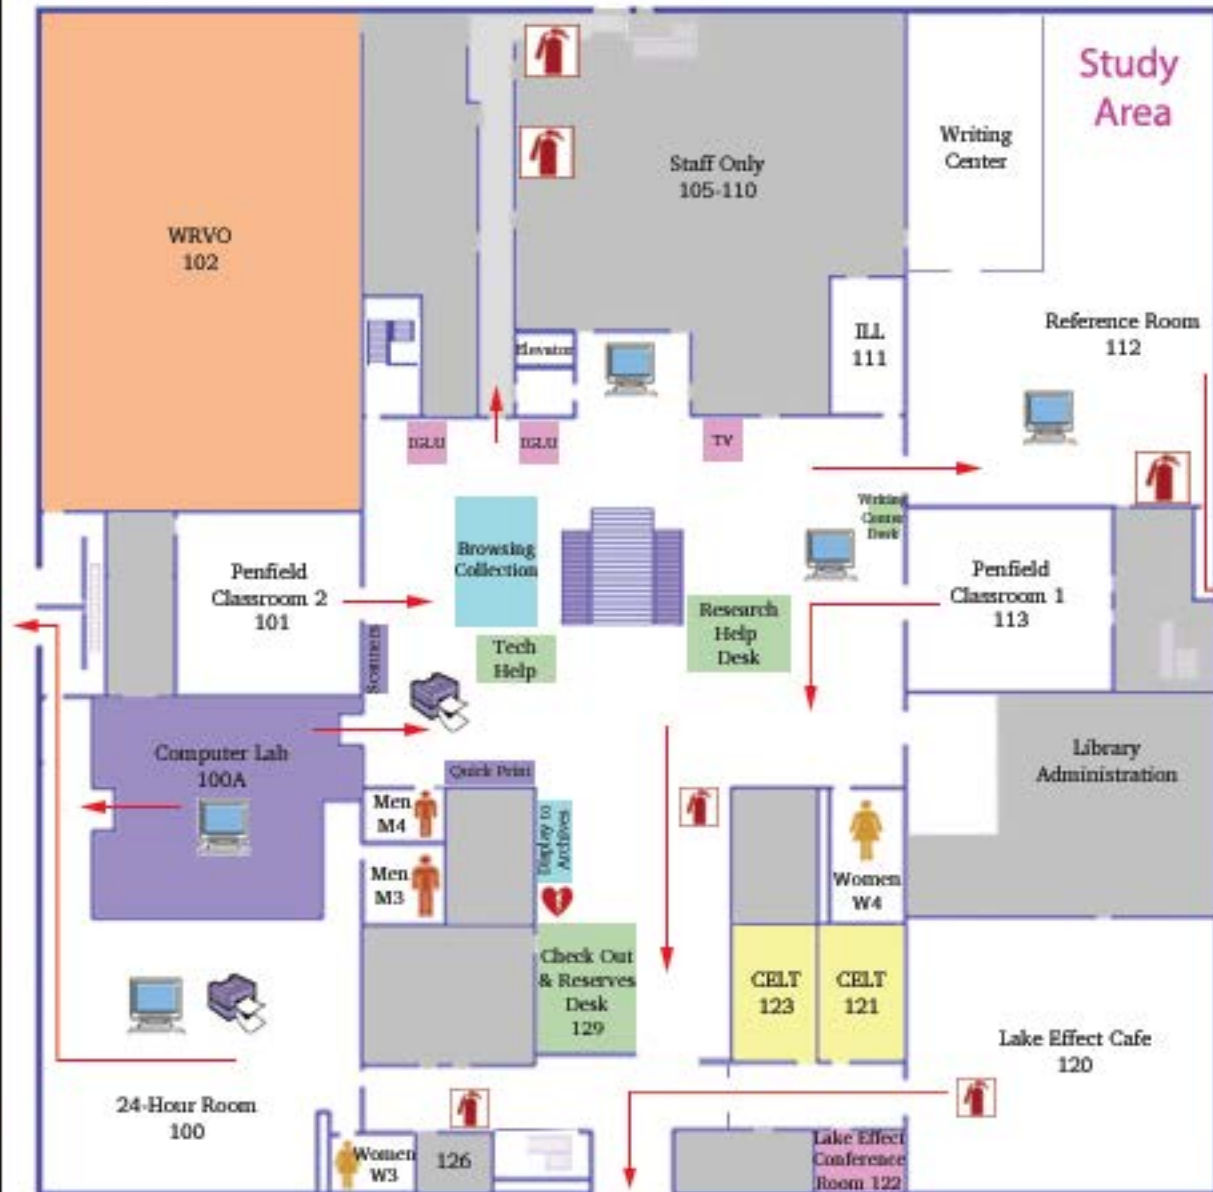 Study
Area
Writing
Center
Staff Only
105-110
WRVO
102
ILL
111
Reference Room
112
Elevator
IGLU
IGLU
TV
Writing
Center
Desk
Browsing
Collection
Penfield
Classroom 2
101
Penfield
Classroom 1
113
Research
Help
Desk
Tech
Help
Scanners
Computer Lab
100A
Library
Administration
Quick Print
Men
M4
Display to
Archives
Men
M3
Women
W4
Check Out
& Reserves
Desk
129
CELT
123
CELT
121
Lake Effect Cafe
120
24-Hour Room
100
Women
W3
126
Lake Effect
Conference
Room 122